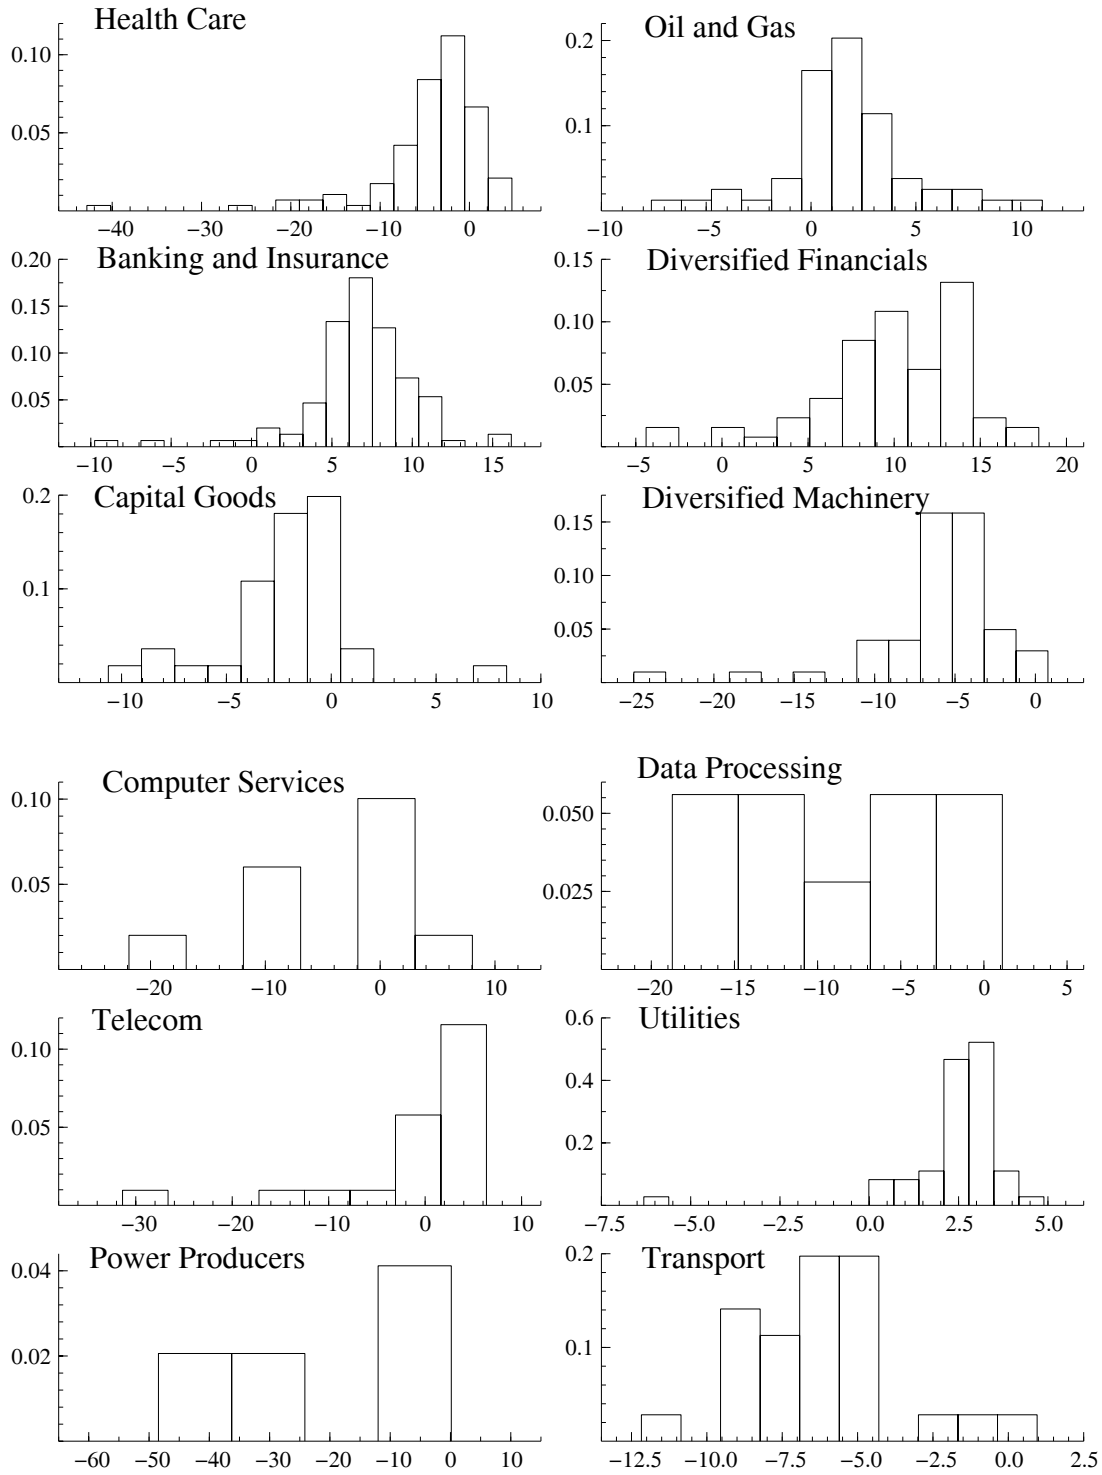 Health Care
0.10
0.05
−40 −30 −20 −10 0
Oil and Gas
0.2
0.1
−10 −5 0 5 10
Banking and Insurance
0.20
0.15
0.10
0.05
−10 −5 0 5 10 15
Diversified Financials
0.15
0.10
0.05
−5 0 5 10 15 20
Capital Goods
0.2
0.1
−10 −5 0 5 10
Diversified Machinery
0.15
0.10
0.05
−25 −20 −15 −10 −5 0
Computer Services
0.10
0.05
−20 −10 0 10
Data Processing
0.050
0.025
−20 −15 −10 −5 0 5
Telecom
0.10
0.05
−30 −20 −10 0 10
Utilities
0.6
0.4
0.2
−7.5 −5.0 −2.5 0.0 2.5 5.0
Power Producers
0.04
0.02
−60 −50 −40 −30 −20 −10 0 10
Transport
0.2
0.1
−12.5 −10.0 −7.5 −5.0 −2.5 0.0 2.5